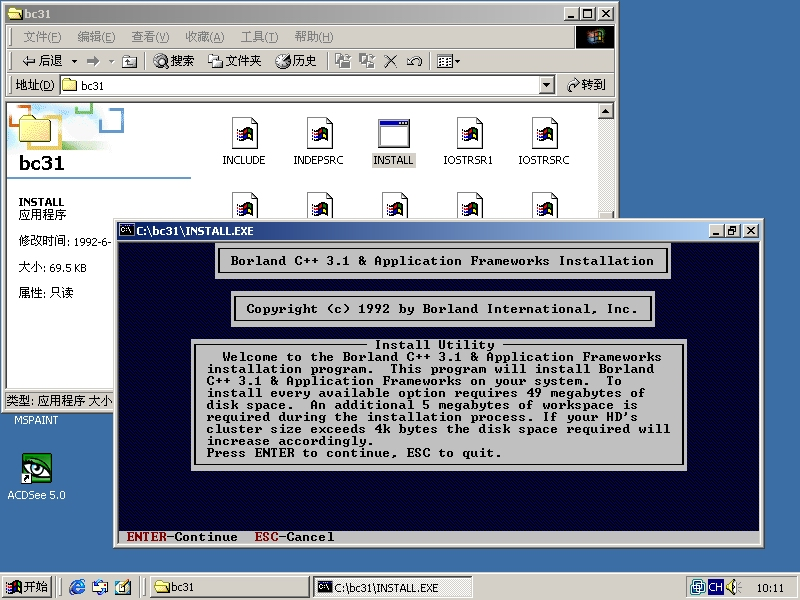 bc31
文件(F) 编辑(E) 查看(V) 收藏(A) 工具(T) 帮助(H)
后退 搜索 文件夹 历史
地址(D) bc31 转到
bc31
INSTALL
应用程序
修改时间: 1992-6-
大小: 69.5 KB
属性: 只读
INCLUDE INDEPSRC INSTALL IOSTRSR1 IOSTRSRC
类型: 应用程序 大小
C:\bc31\INSTALL.EXE
Borland C++ 3.1 & Application Frameworks Installation
Copyright (c) 1992 by Borland International, Inc.
Install Utility
Welcome to the Borland C++ 3.1 & Application Frameworks
installation program. This program will install Borland
C++ 3.1 & Application Frameworks on your system. To
install every available option requires 49 megabytes of
disk space. An additional 5 megabytes of workspace is
required during the installation process. If your HD's
cluster size exceeds 4k bytes the disk space required will
increase accordingly.
Press ENTER to continue, ESC to quit.
ENTER-Continue ESC-Cancel
MSPAINT
ACDSee 5.0
开始 bc31 C:\bc31\INSTALL.EXE CH 10:11